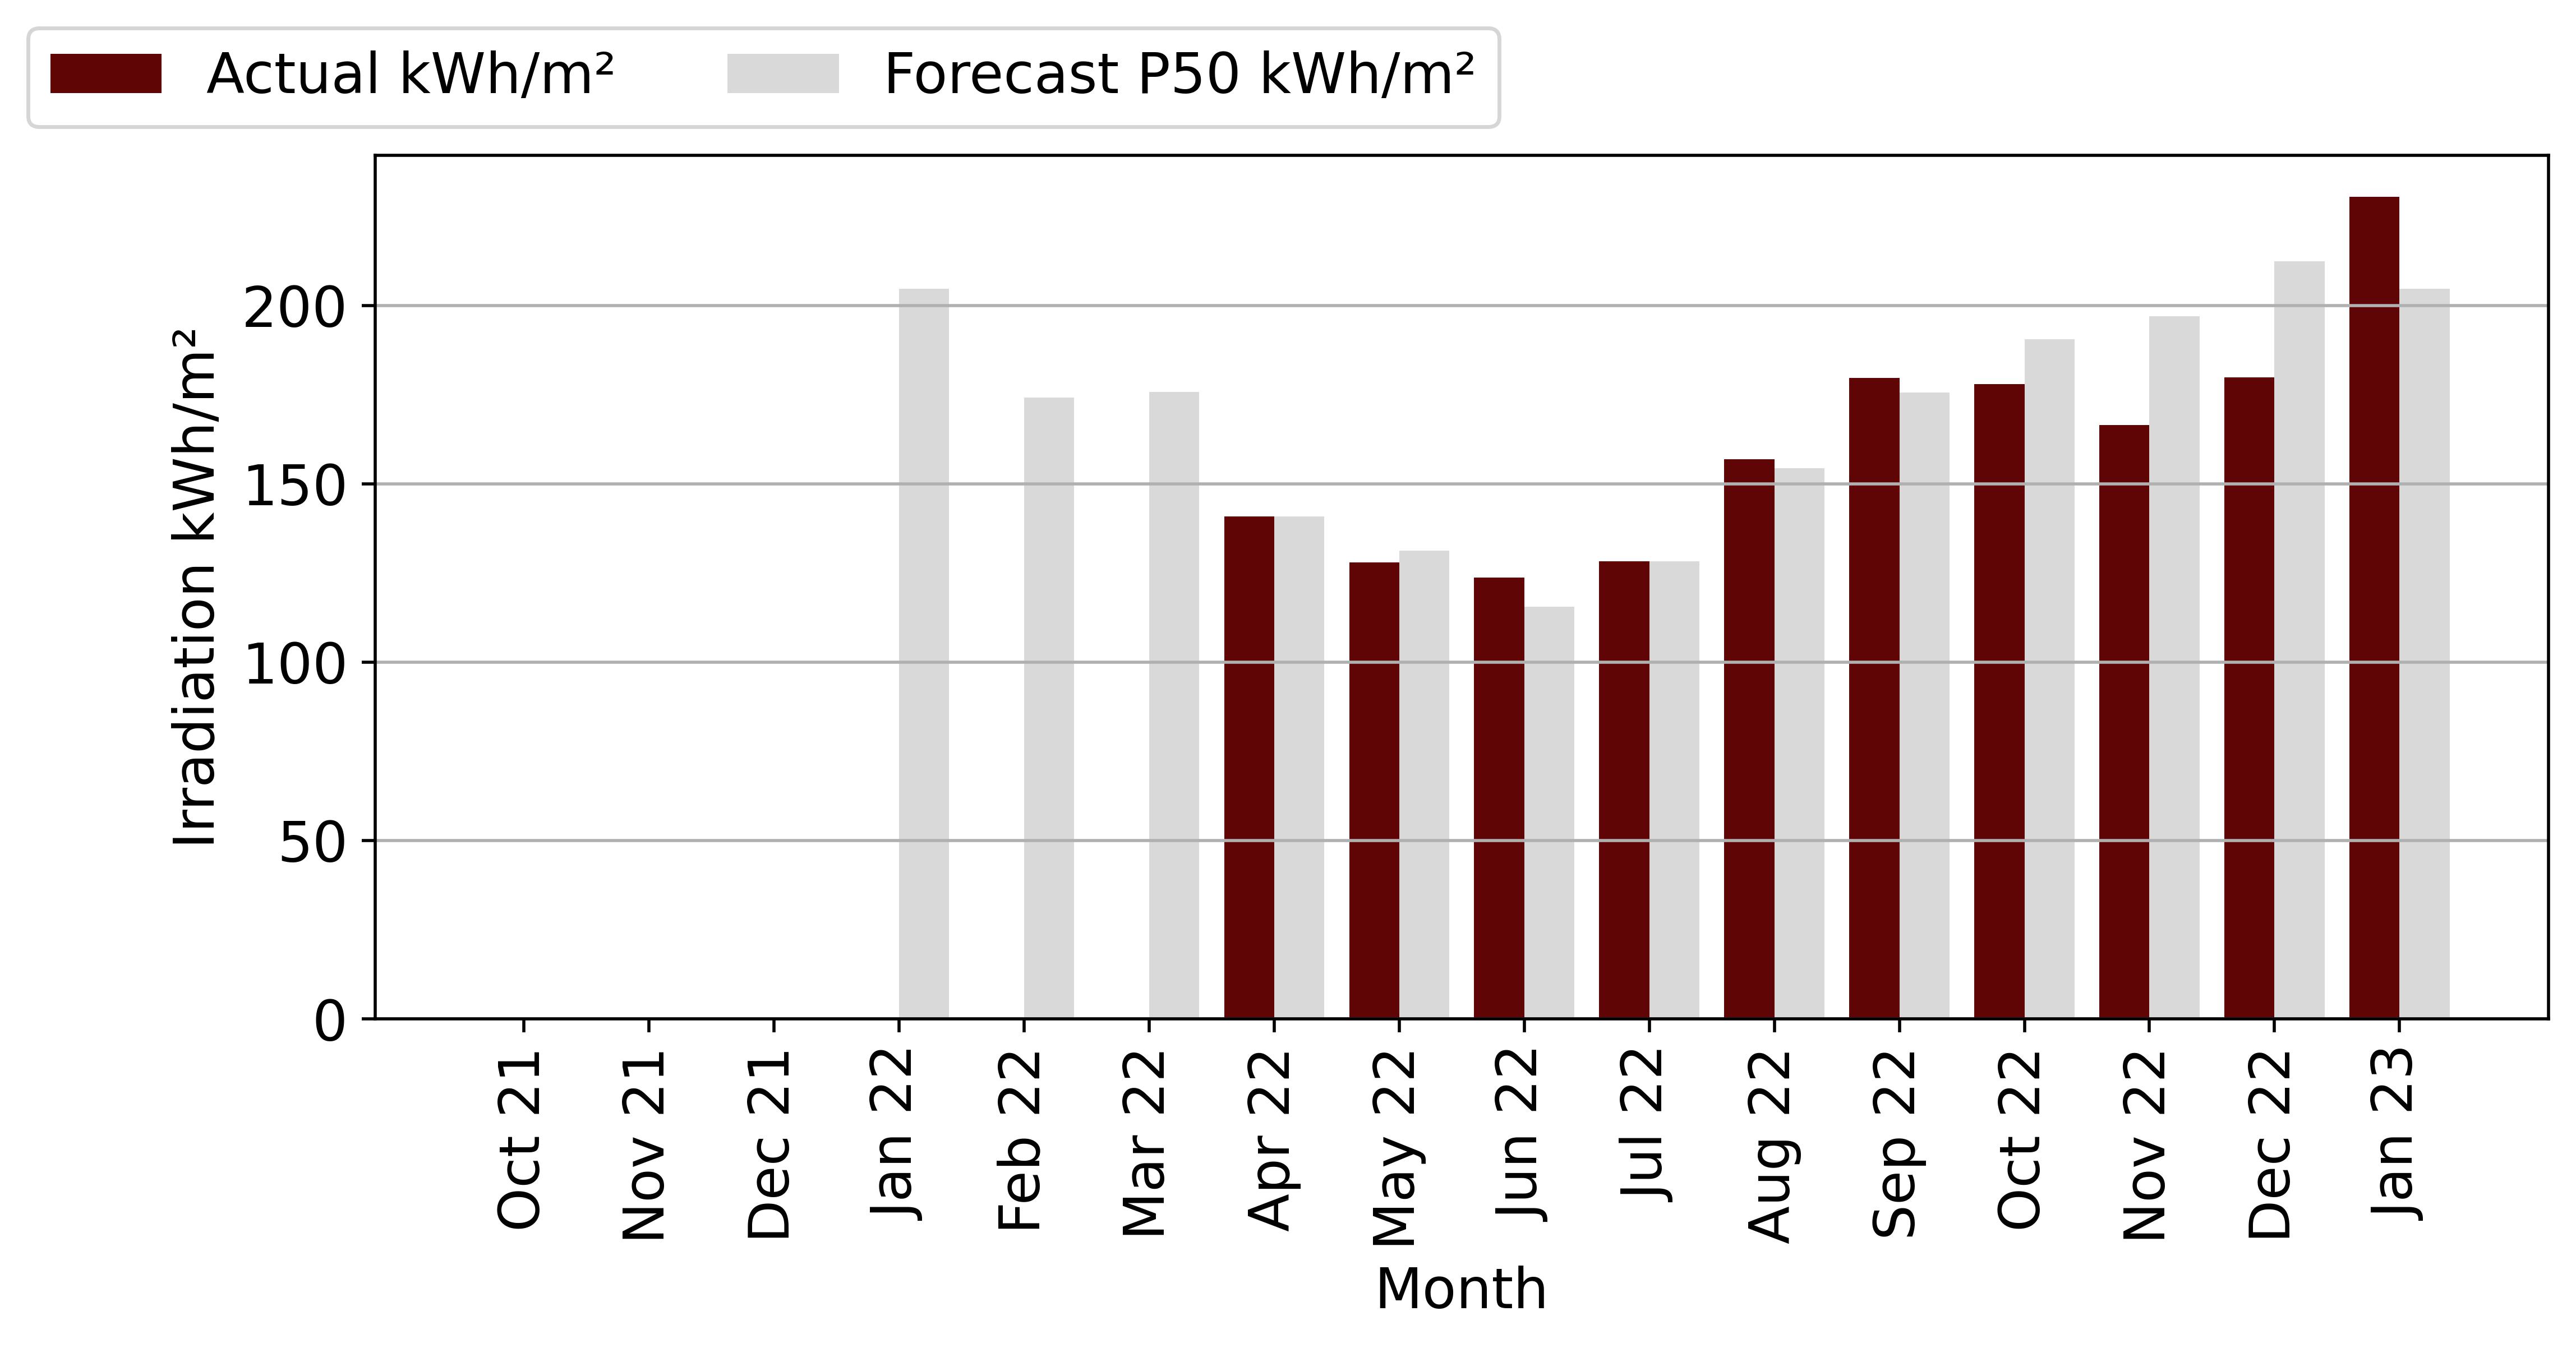 Actual kWh/m²
Forecast P50 kWh/m²
Irradiation kWh/m²
200
150
100
50
0
Oct 21
Nov 21
Dec 21
Jan 22
Feb 22
Mar 22
Apr 22
May 22
Jun 22
Jul 22
Aug 22
Sep 22
Oct 22
Nov 22
Dec 22
Jan 23
Month